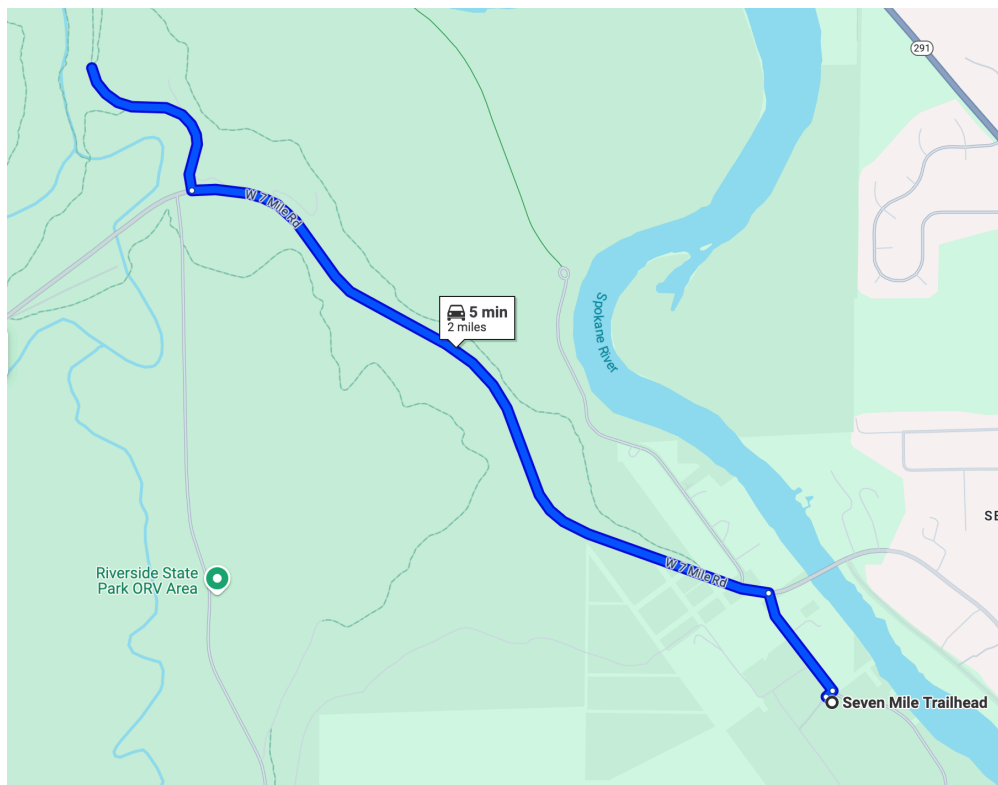 291
W 7 Mile Rd
5 min
2 miles
Spokane River
SE
Riverside State
Park ORV Area
W 7 Mile Rd
Seven Mile Trailhead